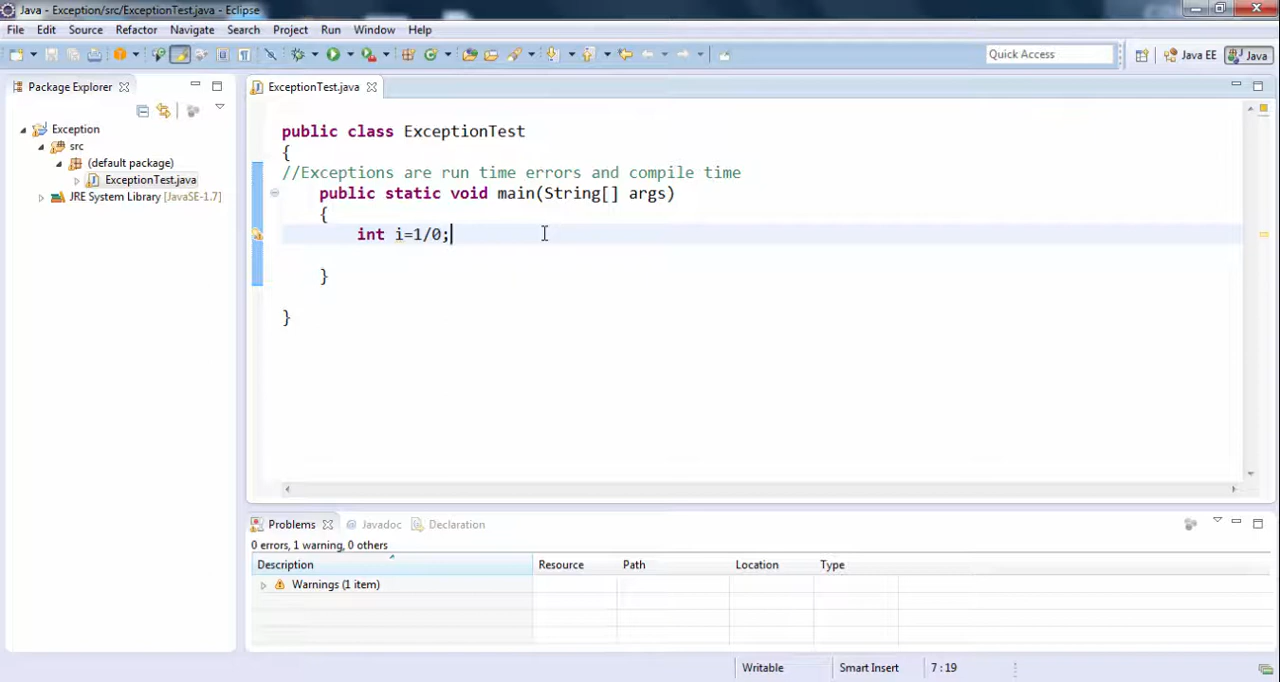 Java - Exception/src/ExceptionTest.java - Eclipse
File Edit Source Refactor Navigate Search Project Run Window Help
Quick Access Java EE Java
Package Explorer
ExceptionTest.java
Exception
src
(default package)
ExceptionTest.java
JRE System Library [JavaSE-1.7]
public class ExceptionTest
{
//Exceptions are run time errors and compile time
public static void main(String[] args)
{
int i=1/0;
}
}
Problems Javadoc Declaration
0 errors, 1 warning, 0 others
Description Resource Path Location Type
Warnings (1 item)
Writable Smart Insert 7 : 19